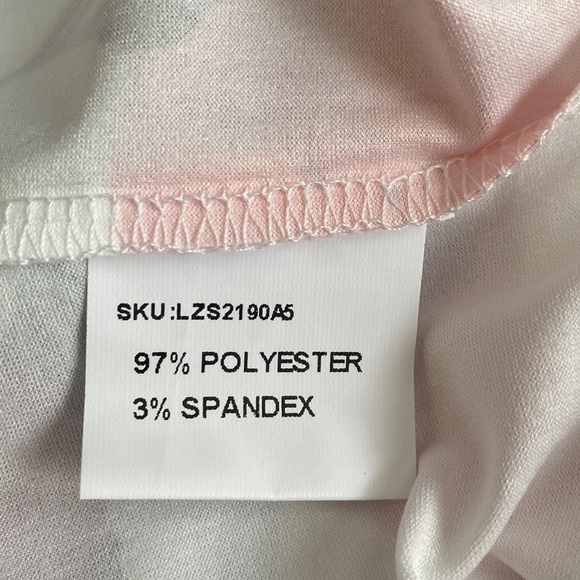 SKU:LZS2190A5
97% POLYESTER
3% SPANDEX